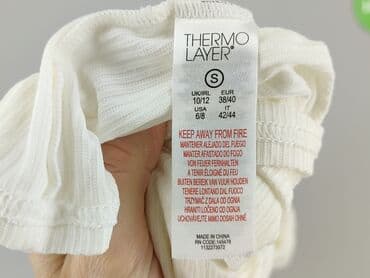 THERMO
LAYER®
S
UK/IRL EUR
10/12 38/40
USA IT
6/8 42/44
KEEP AWAY FROM FIRE
MANTENER ALEJADO DEL FUEGO
MANTER AFASTADO DO FOGO
VON FEUER FERNHALTEN
A TENIR ÉLOIGNÉ DU FEU
BUITEN BEREIK VAN VUUR HOUDEN
TENERE LONTANO DAL FUOCO
TRZYMAĆ Z DALA OD OGNIA
HRANITI LOČENO OD OGNJA
UCHOVÁVEJTE MIMO DOSAH OHNĚ
MADE IN CHINA
RN CODE: 149478